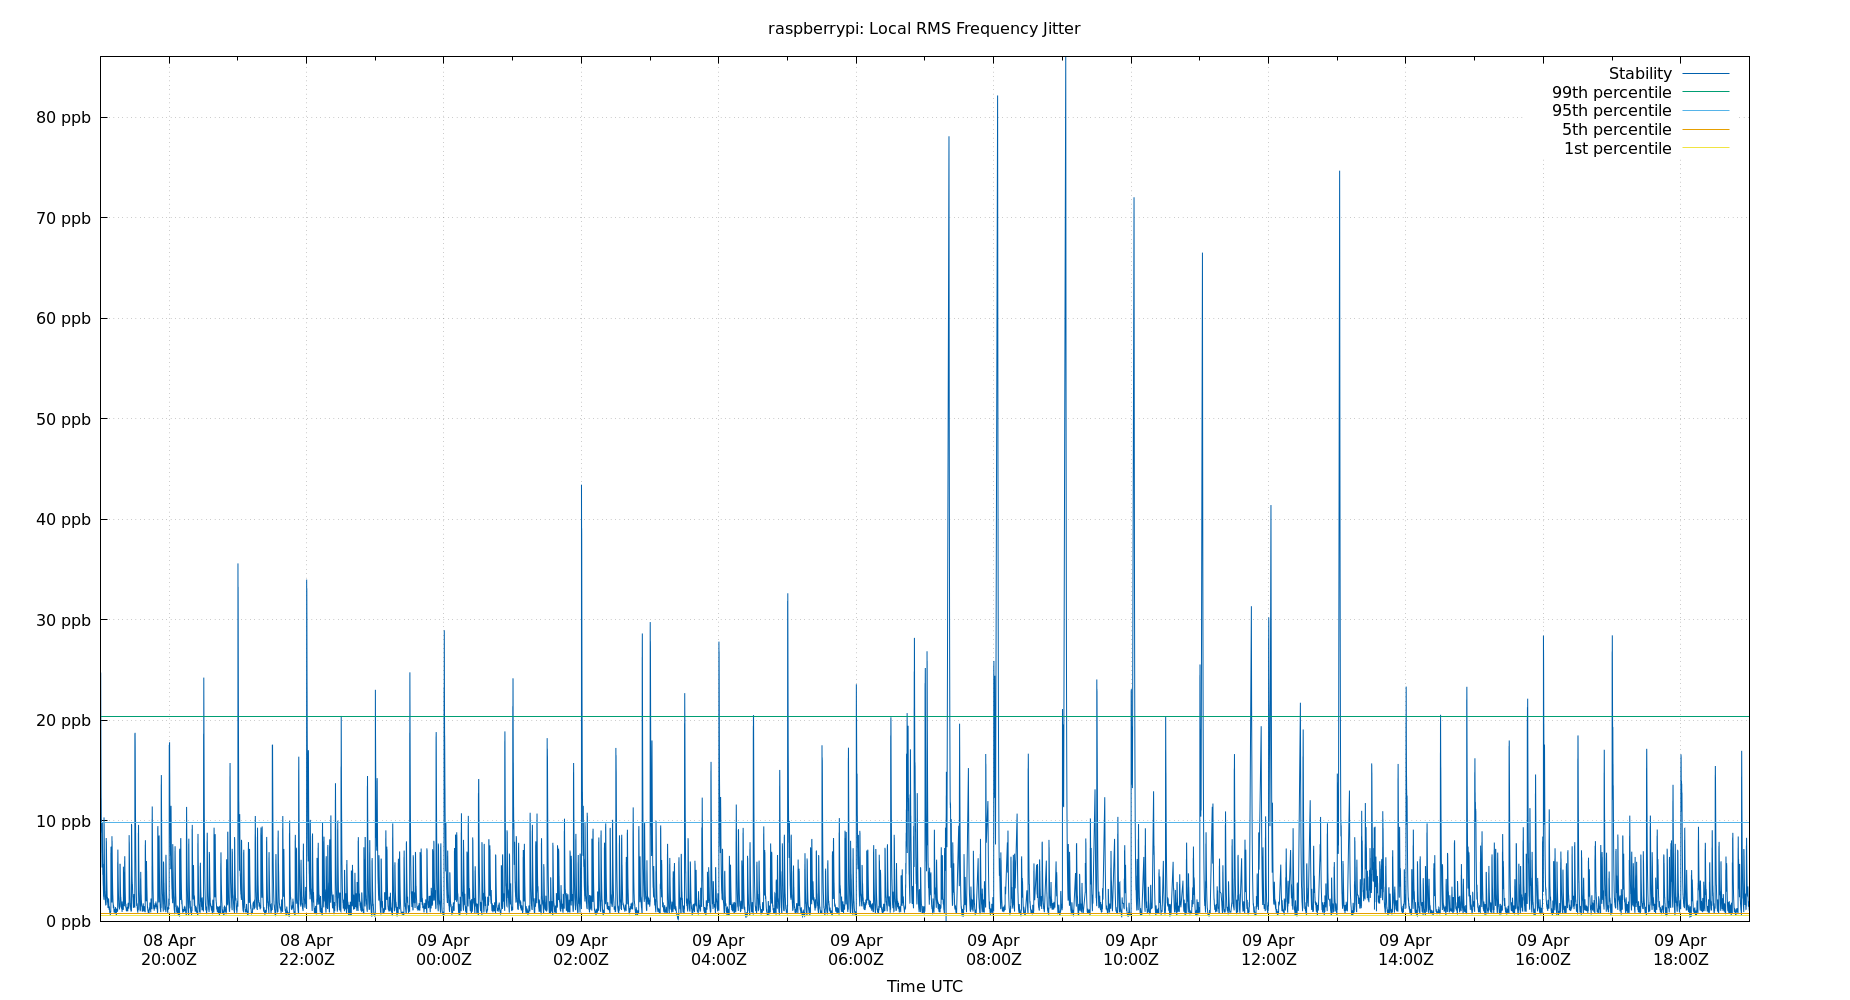 raspberrypi: Local RMS Frequency Jitter
Stability
99th percentile
95th percentile
5th percentile
1st percentile
80 ppb
70 ppb
60 ppb
50 ppb
40 ppb
30 ppb
20 ppb
10 ppb
0 ppb
08 Apr 08 Apr 09 Apr 09 Apr 09 Apr 09 Apr 09 Apr 09 Apr 09 Apr 09 Apr 09 Apr 09 Apr
20:00Z 22:00Z 00:00Z 02:00Z 04:00Z 06:00Z 08:00Z 10:00Z 12:00Z 14:00Z 16:00Z 18:00Z
Time UTC